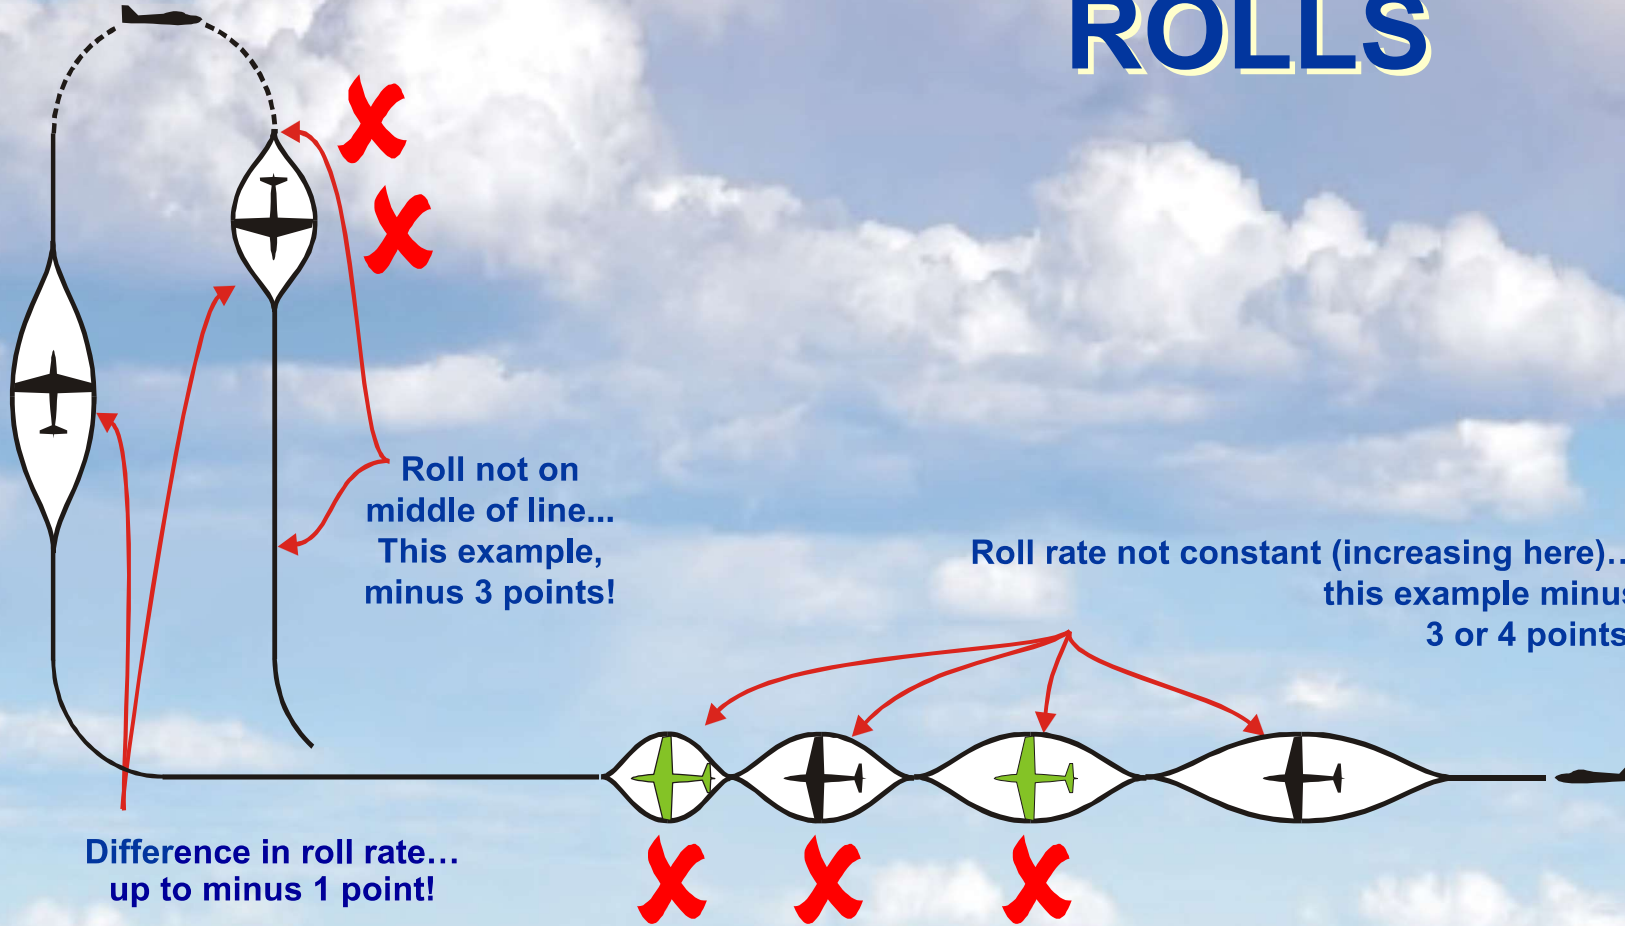 ROLLS
Roll not on
middle of line...
This example,
minus 3 points!
Roll rate not constant (increasing here)...
this example minus
3 or 4 points
Difference in roll rate...
up to minus 1 point!